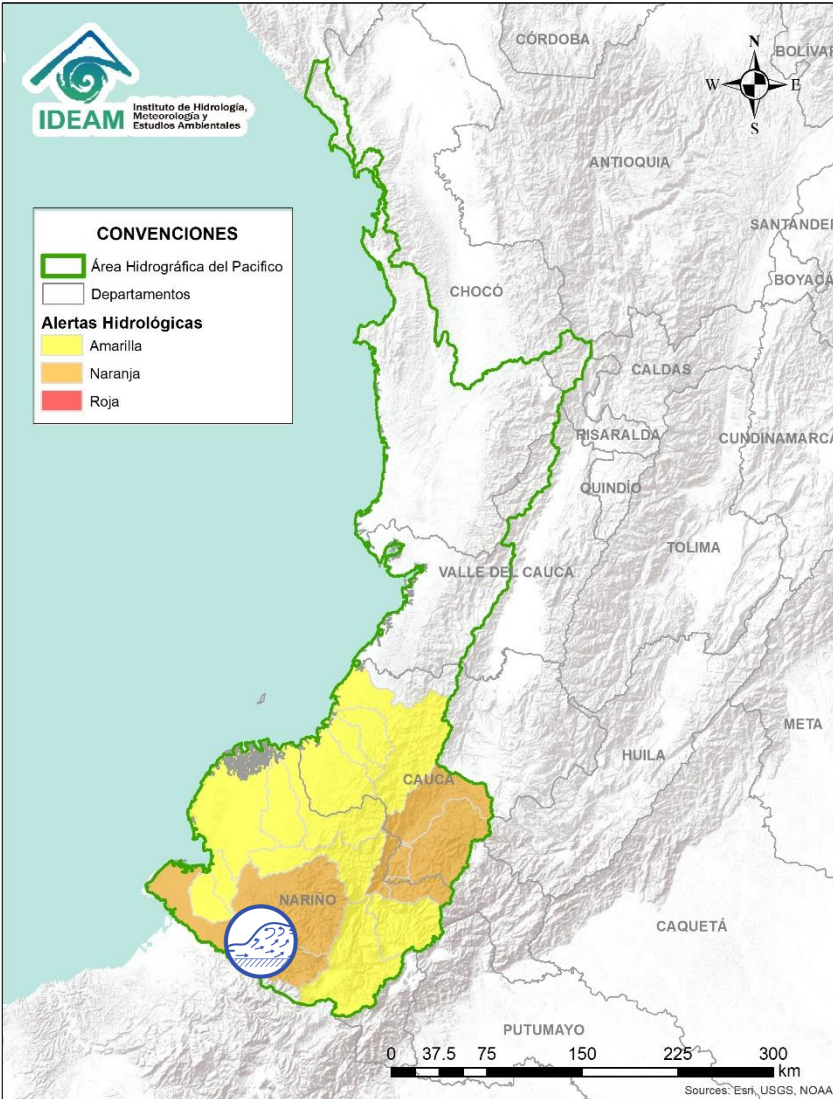 IDEAM
Instituto de Hidrología,
Meteorología y
Estudios Ambientales
N
W
E
S
CÓRDOBA
BOLÍVAR
ANTIOQUIA
SANTANDER
BOYACÁ
CONVENCIONES
Área Hidrográfica del Pacifico
Departamentos
Alertas Hidrológicas
Amarilla
Naranja
Roja
CHOCÓ
CALDAS
RISARALDA
CUNDINAMARCA
QUINDÍO
TOLIMA
VALLE DEL CAUCA
META
HUILA
CAUCA
NARIÑO
CAQUETÁ
PUTUMAYO
0 37.5 75 150 225 300
km
Sources: Esri, USGS, NOAA